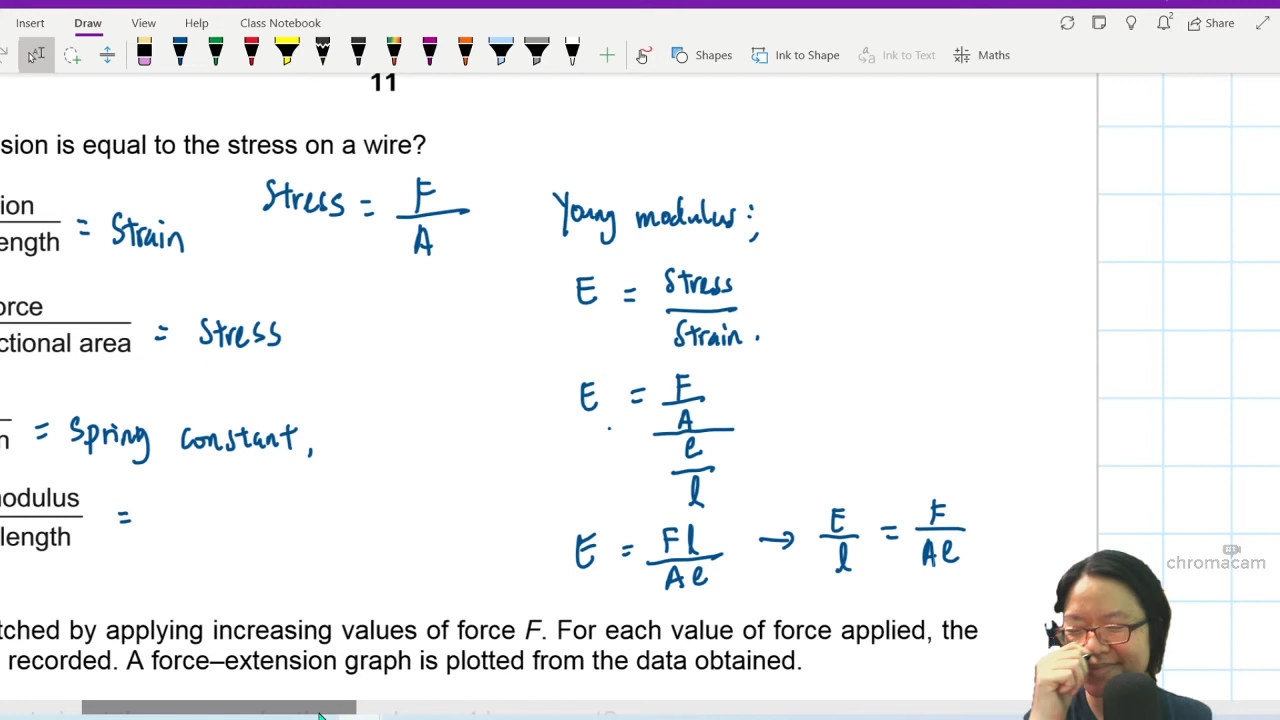 Insert Draw View Help Class Notebook 2 Share
Shapes Ink to Shape Ink to Text Maths
11
sion is equal to the stress on a wire?
ion
ength = Strain
Stress = F
A
orce
ctional area = Stress
n = Spring constant,
odulus
length =
Young modulus:,
E = Stress
Strain.
E = F
A
e
l
E = Fl
Ae
→ E
l = F
Ae
chromacam
tched by applying increasing values of force F. For each value of force applied, the
recorded. A force–extension graph is plotted from the data obtained.